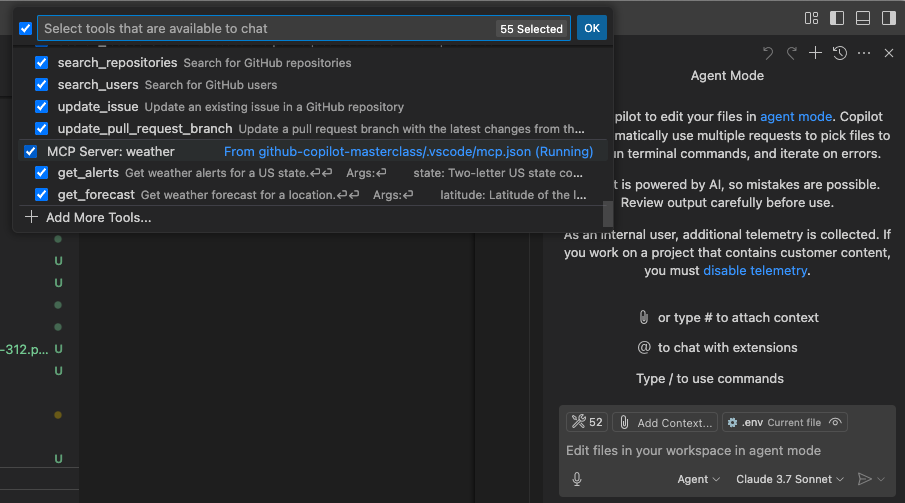 Select tools that are available to chat
55 Selected
OK
search_repositories Search for GitHub repositories
search_users Search for GitHub users
update_issue Update an existing issue in a GitHub repository
update_pull_request_branch Update a pull request branch with the latest changes from th...
MCP Server: weather From github-copilot-masterclass/.vscode/mcp.json (Running)
get_alerts Get weather alerts for a US state.⏎⏎ Args:⏎ state: Two-letter US state co...
get_forecast Get weather forecast for a location.⏎⏎ Args:⏎ latitude: Latitude of the l...
Add More Tools...
U
U
-312.p... U
U
U
Agent Mode
pilot to edit your files in agent mode. Copilot
matically use multiple requests to pick files to
n terminal commands, and iterate on errors.
t is powered by AI, so mistakes are possible.
Review output carefully before use.
As an internal user, additional telemetry is collected. If
you work on a project that contains customer content,
you must disable telemetry.
or type # to attach context
@ to chat with extensions
Type / to use commands
52
Add Context...
.env Current file
Edit files in your workspace in agent mode
Agent
Claude 3.7 Sonnet